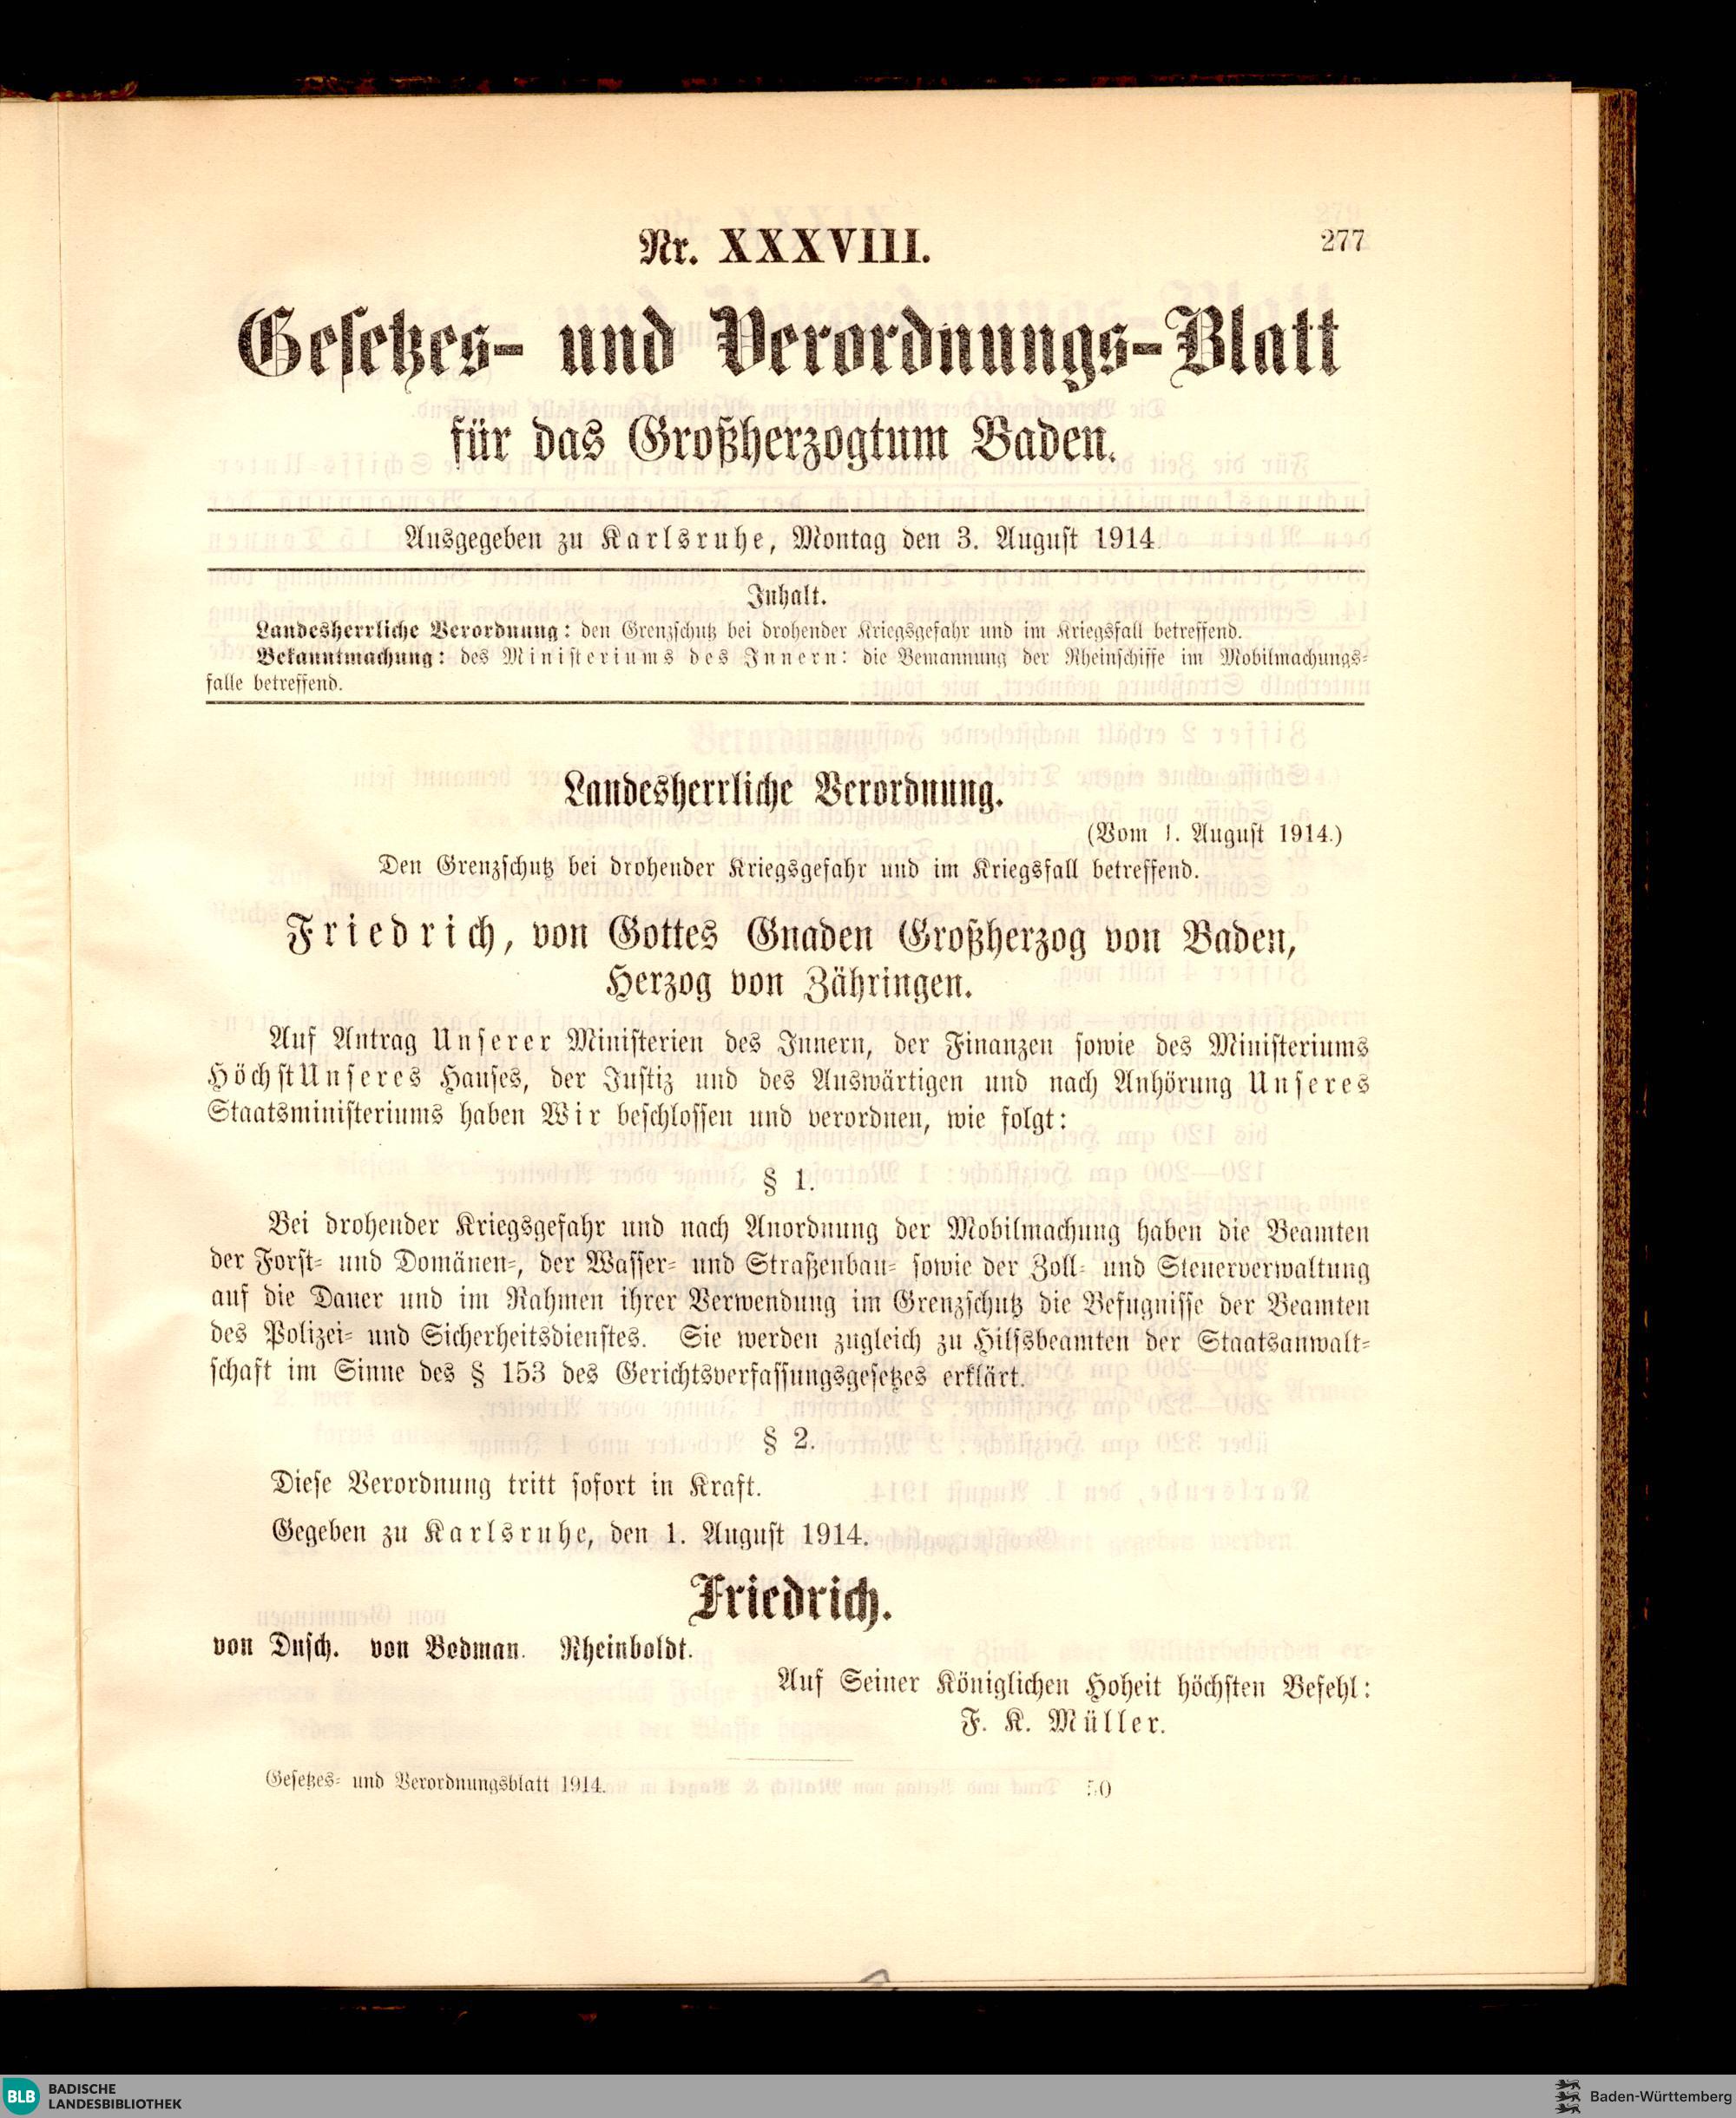 Nr. XXXVIII.
277
Gesetzes- und Verordnungs-Blatt
für das Großherzogtum Baden.
Ausgegeben zu Karlsruhe, Montag den 3. August 1914.
Inhalt.
Landesherrliche Verordnung: den Grenzschutz bei drohender Kriegsgefahr und im Kriegsfall betreffend.
Bekanntmachung: des Ministeriums des Innern: die Bemannung der Rheinschiffe im Mobilmachungs-
falle betreffend.
Landesherrliche Verordnung.
(Vom 1. August 1914.)
Den Grenzschutz bei drohender Kriegsgefahr und im Kriegsfall betreffend.
Friedrich, von Gottes Gnaden Großherzog von Baden,
Herzog von Zähringen.
Auf Antrag Unserer Ministerien des Innern, der Finanzen sowie des Ministeriums
HöchstUnseres Hauses, der Justiz und des Auswärtigen und nach Anhörung Unseres
Staatsministeriums haben Wir beschlossen und verordnen, wie folgt:
§ 1.
Bei drohender Kriegsgefahr und nach Anordnung der Mobilmachung haben die Beamten
der Forst- und Domänen-, der Wasser- und Straßenbau- sowie der Zoll- und Steuerverwaltung
auf die Dauer und im Rahmen ihrer Verwendung im Grenzschutz die Befugnisse der Beamten
des Polizei- und Sicherheitsdienstes. Sie werden zugleich zu Hilfsbeamten der Staatsanwalt-
schaft im Sinne des § 153 des Gerichtsverfassungsgesetzes erklärt.
§ 2.
Diese Verordnung tritt sofort in Kraft.
Gegeben zu Karlsruhe, den 1. August 1914.
Friedrich.
von Dusch. von Bodman. Rheinboldt.
Auf Seiner Königlichen Hoheit höchsten Befehl:
F. K. Müller.
Gesetzes- und Verordnungsblatt 1914.
50
BLB BADISCHE
LANDESBIBLIOTHEK
Baden-Württemberg